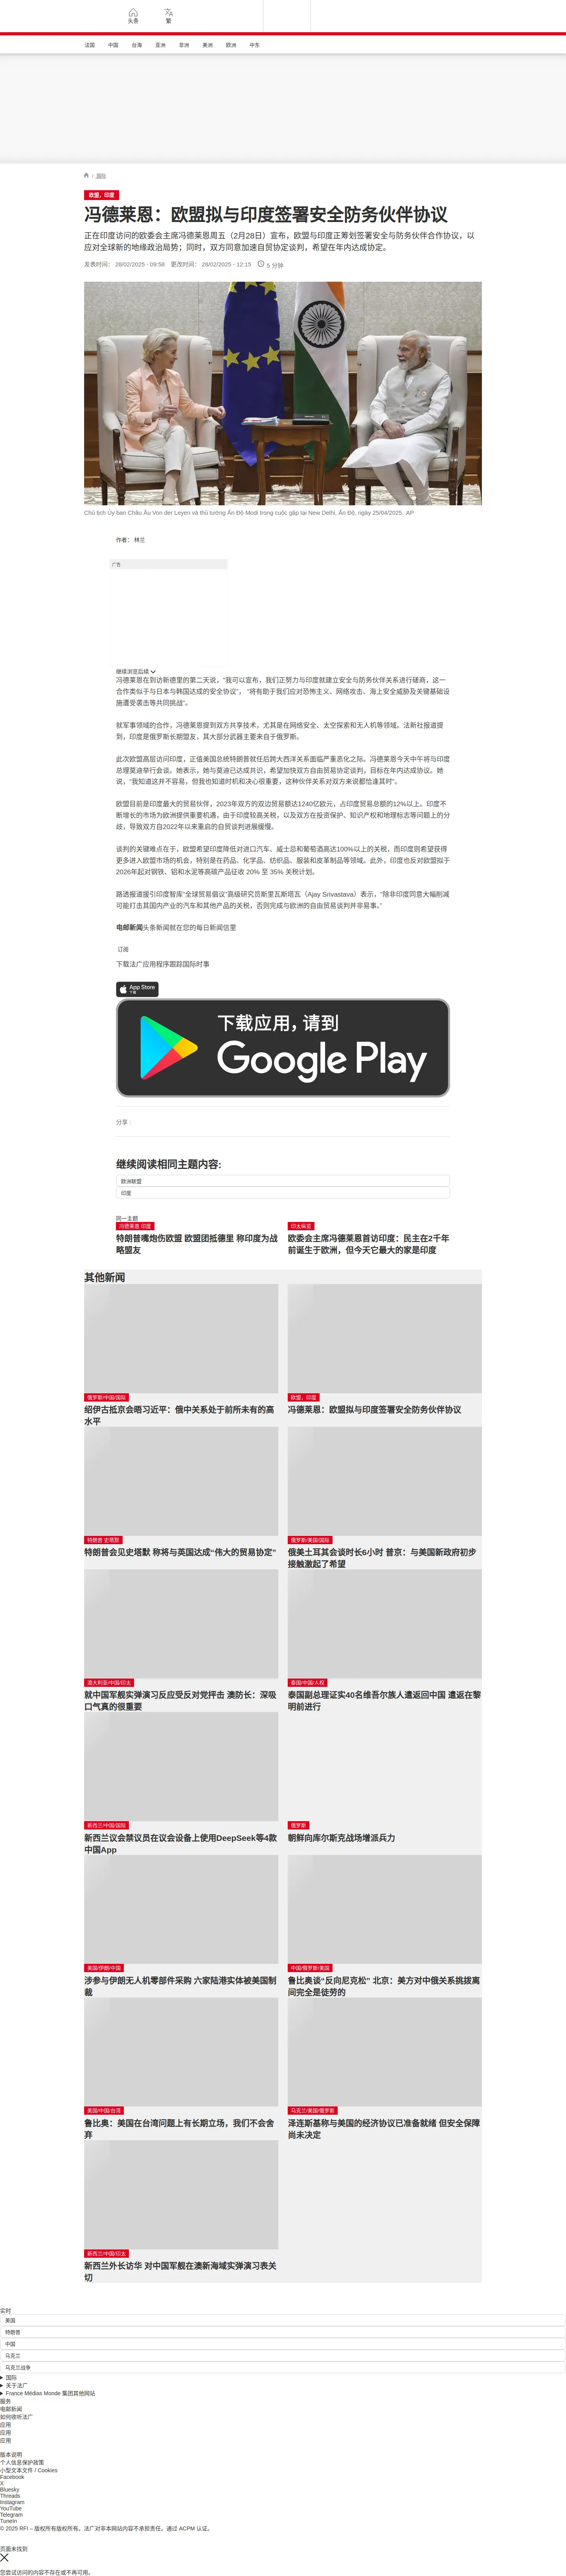 头条
繁
法国 中国 台海 亚洲 非洲 美洲 欧洲 中东
/ 国际
欧盟，印度
冯德莱恩：欧盟拟与印度签署安全防务伙伴协议
正在印度访问的欧委会主席冯德莱恩周五（2月28日）宣布，欧盟与印度正筹划签署安全与防务伙伴合作协议，以
应对全球新的地缘政治局势；同时，双方同意加速自贸协定谈判，希望在年内达成协定。
发表时间： 28/02/2025 - 09:58 更改时间： 28/02/2025 - 12:15 5 分钟
Chủ tịch Ủy ban Châu Âu Von der Leyen và thủ tướng Ấn Độ Modi trong cuộc gặp tại New Delhi, Ấn Độ, ngày 25/04/2025. AP
作者： 林兰
广告
继续浏览后续
冯德莱恩在到访新德里的第二天说，“我可以宣布，我们正努力与印度就建立安全与防务伙伴关系进行磋商，这一
合作类似于与日本与韩国达成的安全协议”， “将有助于我们应对恐怖主义、网络攻击、海上安全威胁及关键基础设
施遭受袭击等共同挑战”。
就军事领域的合作，冯德莱恩提到双方共享技术，尤其是在网络安全、太空探索和无人机等领域。法新社报道提
到，印度是俄罗斯长期盟友，其大部分武器主要来自于俄罗斯。
此次欧盟高层访问印度，正值美国总统特朗普就任后跨大西洋关系面临严重恶化之际。冯德莱恩今天中午将与印度
总理莫迪举行会谈。她表示，她与莫迪已达成共识，希望加快双方自由贸易协定谈判，目标在年内达成协议。她
说，“我知道这并不容易，但我也知道时机和决心很重要，这种伙伴关系对双方来说都恰逢其时”。
欧盟目前是印度最大的贸易伙伴，2023年双方的双边贸易额达1240亿欧元，占印度贸易总额的12%以上。印度不
断增长的市场为欧洲提供重要机遇，由于印度较高关税，以及双方在投资保护、知识产权和地理标志等问题上的分
歧，导致双方自2022年以来重启的自贸谈判进展缓慢。
谈判的关键难点在于，欧盟希望印度降低对进口汽车、威士忌和葡萄酒高达100%以上的关税，而印度则希望获得
更多进入欧盟市场的机会，特别是在药品、化学品、纺织品、服装和皮革制品等领域。此外，印度也反对欧盟拟于
2026年起对钢铁、铝和水泥等高碳产品征收 20% 至 35% 关税计划。
路透报道援引印度智库“全球贸易倡议”高级研究员斯里瓦斯塔瓦（Ajay Srivastava）表示，“除非印度同意大幅削减
可能打击其国内产业的汽车和其他产品的关税，否则完成与欧洲的自由贸易谈判并非易事。”
电邮新闻头条新闻就在您的每日新闻信里
订阅
下载法广应用程序跟踪国际时事
App Store
下载
下载应用，请到
Google Play
分享 :
继续阅读相同主题内容:
欧洲联盟
印度
同一主题
冯德莱恩 印度
特朗普嘴炮伤欧盟 欧盟团抵德里 称印度为战
略盟友
印太纵览
欧委会主席冯德莱恩首访印度：民主在2千年
前诞生于欧洲，但今天它最大的家是印度
其他新闻
俄罗斯/中国/国际
绍伊古抵京会晤习近平：俄中关系处于前所未有的高
水平
欧盟，印度
冯德莱恩：欧盟拟与印度签署安全防务伙伴协议
特朗普 史塔默
特朗普会见史塔默 称将与英国达成“伟大的贸易协定”
俄罗斯/美国/国际
俄美土耳其会谈时长6小时 普京：与美国新政府初步
接触激起了希望
澳大利亚/中国/印太
就中国军舰实弹演习反应受反对党抨击 澳防长：深吸
口气真的很重要
泰国/中国/人权
泰国副总理证实40名维吾尔族人遭返回中国 遣返在黎
明前进行
新西兰/中国/国际
新西兰议会禁议员在议会设备上使用DeepSeek等4款
中国App
俄罗斯
朝鲜向库尔斯克战场增派兵力
美国/伊朗/中国
涉参与伊朗无人机零部件采购 六家陆港实体被美国制
裁
中国/俄罗斯/美国
鲁比奥谈“反向尼克松” 北京：美方对中俄关系挑拨离
间完全是徒劳的
美国/中国/台湾
鲁比奥：美国在台湾问题上有长期立场，我们不会舍
弃
乌克兰/美国/俄罗斯
泽连斯基称与美国的经济协议已准备就绪 但安全保障
尚未决定
新西兰/中国/印太
新西兰外长访华 对中国军舰在澳新海域实弹演习表关
切
实时
美国
特朗普
中国
乌克兰
乌克兰战争
国际
关于法广
France Médias Monde 集团其他网站
服务
电邮新闻
如何收听法广
应用
应用
应用
版本说明
个人信息保护政策
小型文本文件 / Cookies
Facebook
X
Bluesky
Threads
Instagram
YouTube
Telegram
TuneIn
© 2025 RFI – 版权所有版权所有。法广对非本网站内容不承担责任。通过 ACPM 认证。
页面未找到
您尝试访问的内容不存在或不再可用。